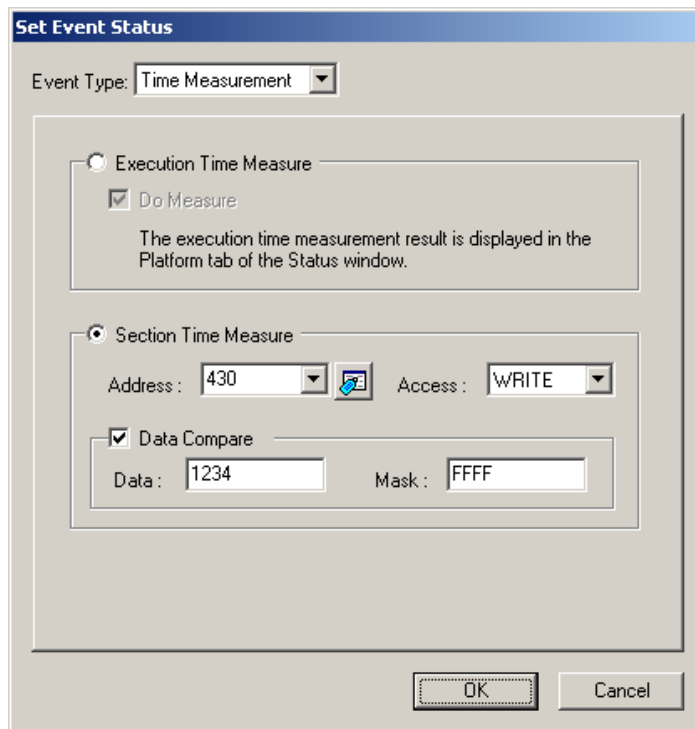 Set Event Status
Event Type: Time Measurement
Execution Time Measure
Do Measure
The execution time measurement result is displayed in the
Platform tab of the Status window.
Section Time Measure
Address : 430 Access : WRITE
Data Compare
Data : 1234 Mask : FFFF
OK Cancel